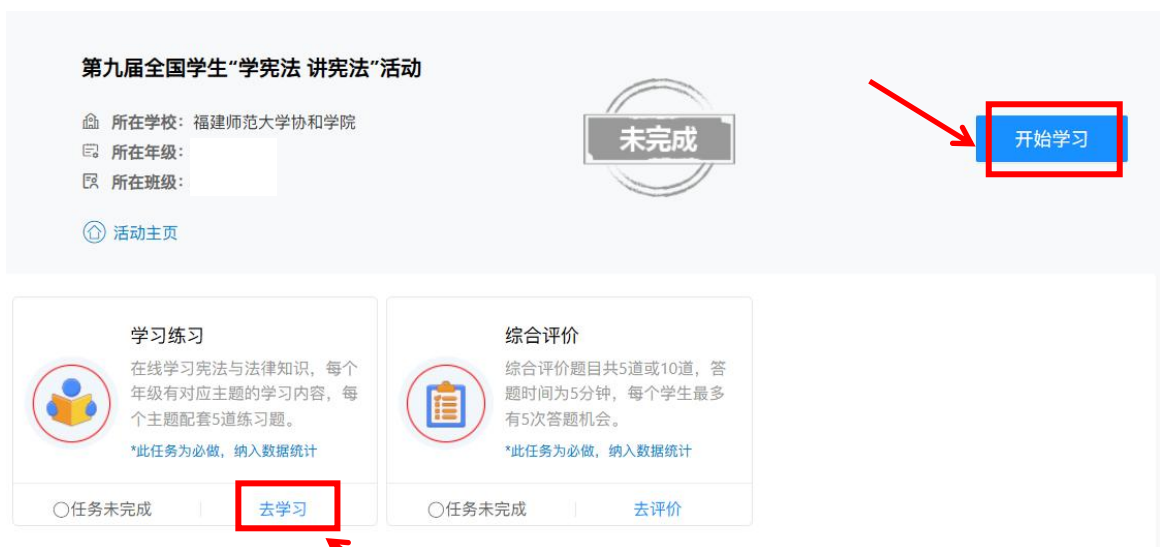 第九届全国学生“学宪法 讲宪法”活动
所在学校：福建师范大学协和学院
所在年级：
所在班级：
活动主页
未完成
开始学习
学习练习
在线学习宪法与法律知识，每个
年级有对应主题的学习内容，每
个主题配套5道练习题。
*此任务为必做，纳入数据统计
任务未完成
去学习
综合评价
综合评价题目共5道或10道，答
题时间为5分钟，每个学生最多
有5次答题机会。
*此任务为必做，纳入数据统计
任务未完成
去评价